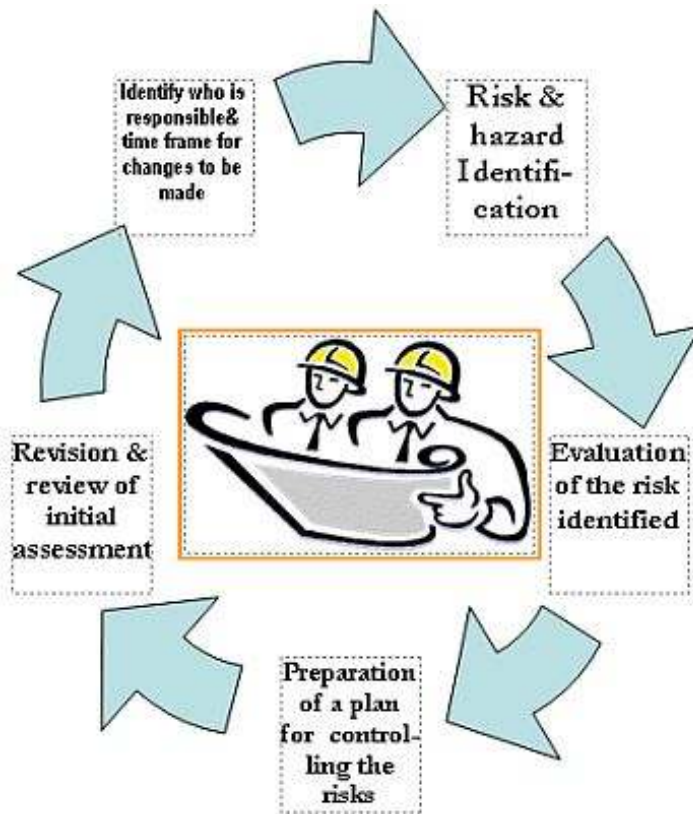 Identify who is
responsible&
time frame for
changes to be
made
Risk &
hazard
Identifi-
cation
Evaluation
of the risk
identified
Preparation
of a plan
for control-
ling the
risks
Revision &
review of
initial
assessment